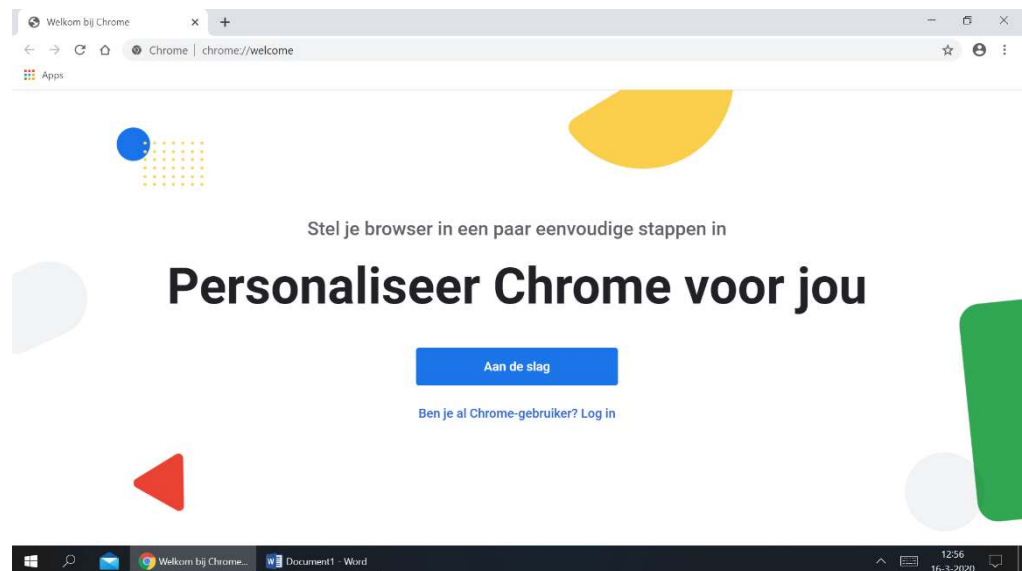 Welkom bij Chrome
Chrome | chrome://welcome
Apps
Stel je browser in een paar eenvoudige stappen in
Personaliseer Chrome voor jou
Aan de slag
Ben je al Chrome-gebruiker? Log in
Welkom bij Chrome...
Document1 - Word
12:56
16-3-2020